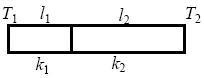 T₁ l₁ l₂ T₂
k₁ k₂